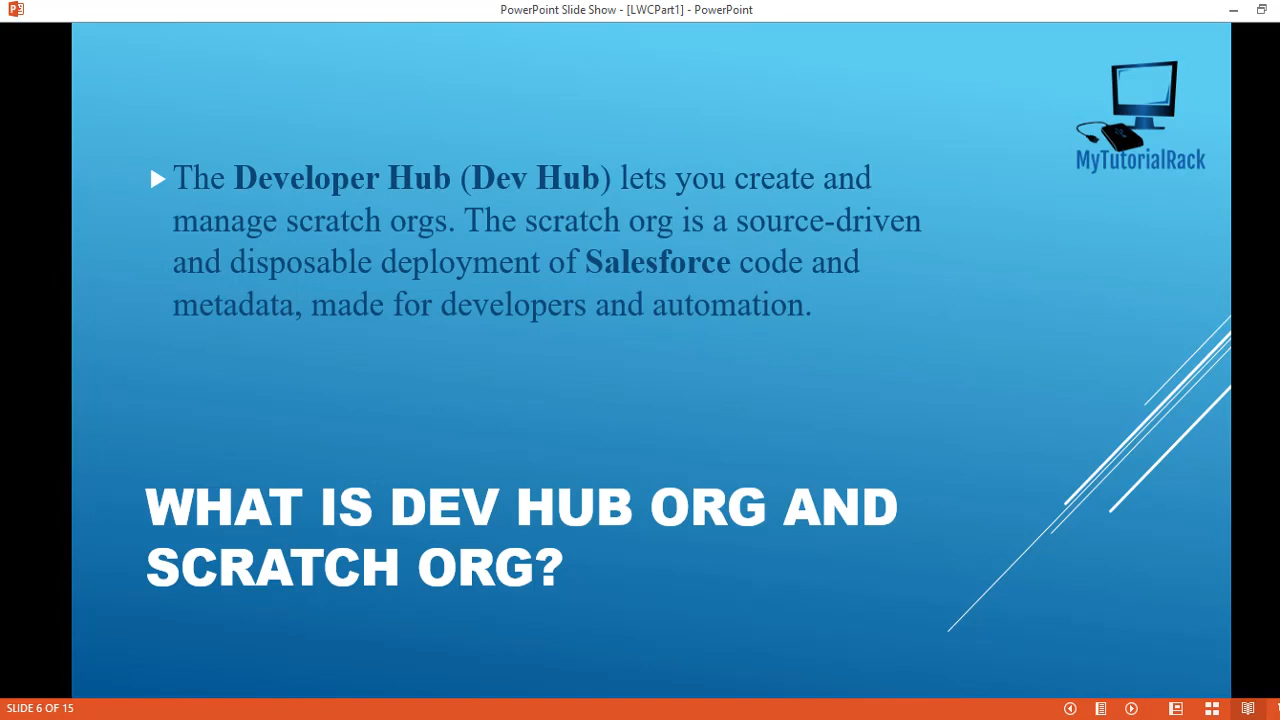 PowerPoint Slide Show - [LWCPart1] - PowerPoint
MyTutorialRack
The Developer Hub (Dev Hub) lets you create and
manage scratch orgs. The scratch org is a source-driven
and disposable deployment of Salesforce code and
metadata, made for developers and automation.
WHAT IS DEV HUB ORG AND
SCRATCH ORG?
SLIDE 6 OF 15